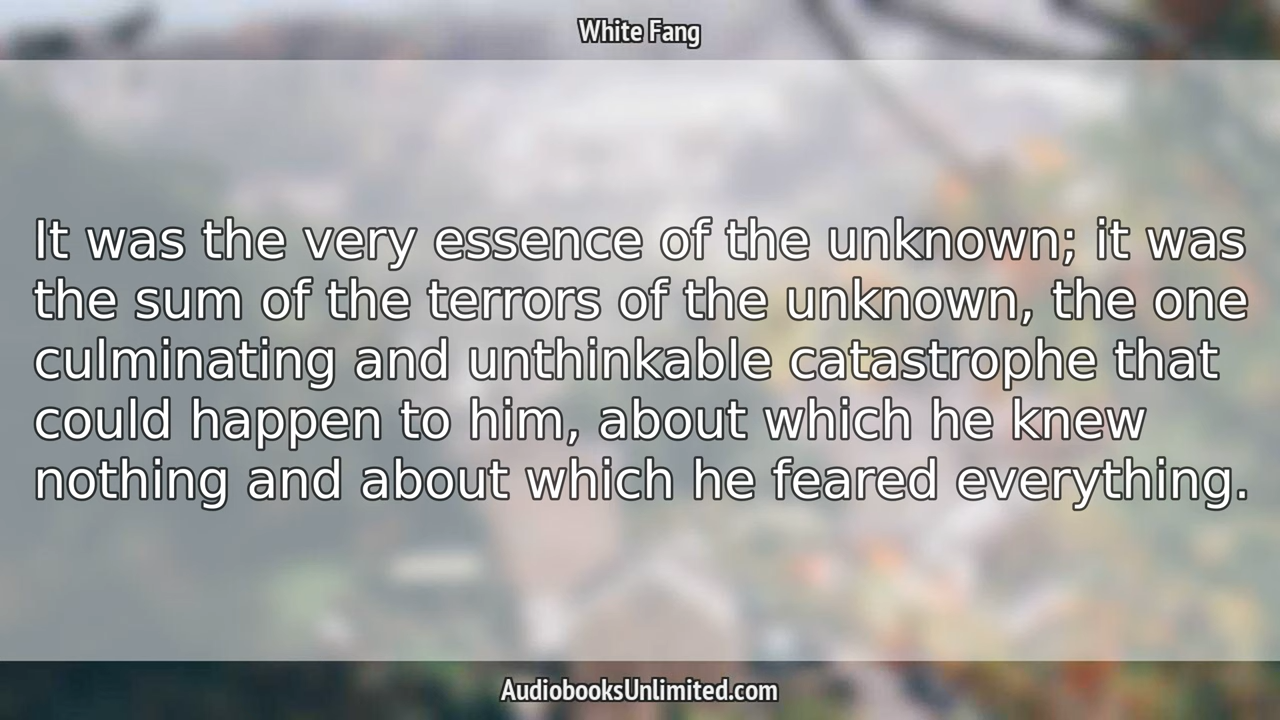 White Fang
It was the very essence of the unknown; it was
the sum of the terrors of the unknown, the one
culminating and unthinkable catastrophe that
could happen to him, about which he knew
nothing and about which he feared everything.
AudiobooksUnlimited.com